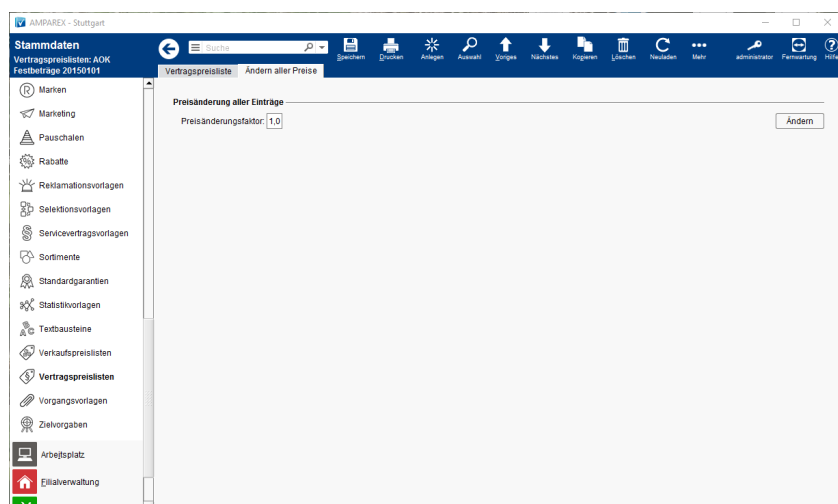 AMPAREX - Stuttgart
Stammdaten
Vertragspreislisten: AOK
Festbeträge 20150101
Suche
Speichern
Drucken
Anlegen
Auswahl
Voriges
Nächstes
Kopieren
Löschen
Neuladen
Mehr
administrator
Fernwartung
Hilfe
Vertragspreisliste
Ändern aller Preise
Marken
Marketing
Pauschalen
Rabatte
Reklamationsvorlagen
Selektionsvorlagen
Servicevertragsvorlagen
Sortimente
Standardgarantien
Statistikvorlagen
Textbausteine
Verkaufspreislisten
Vertragspreislisten
Vorgangsvorlagen
Zielvorgaben
Arbeitsplatz
Filialverwaltung
Preisänderung aller Einträge
Preisänderungsfaktor: 1,0
Ändern